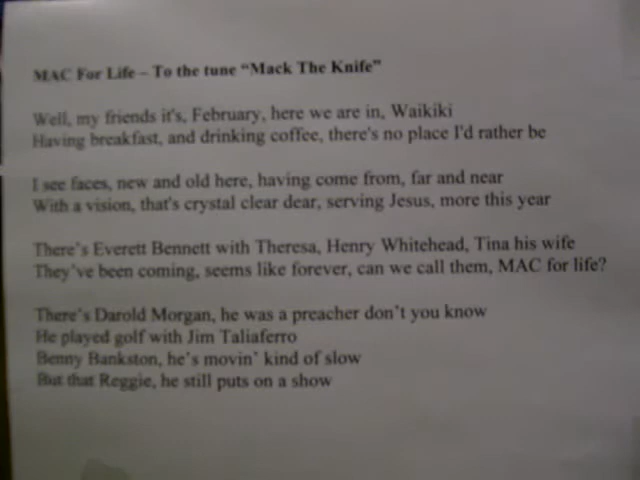 MAC For Life – To the tune “Mack The Knife”
Well, my friends it's, February, here we are in, Waikiki
Having breakfast, and drinking coffee, there's no place I'd rather be
I see faces, new and old here, having come from, far and near
With a vision, that's crystal clear dear, serving Jesus, more this year
There’s Everett Bennett with Theresa, Henry Whitehead, Tina his wife
They’ve been coming, seems like forever, can we call them, MAC for life?
There’s Darold Morgan, he was a preacher don’t you know
He played golf with Jim Taliaferro
Benny Bankston, he’s movin’ kind of slow
But that Reggie, he still puts on a show